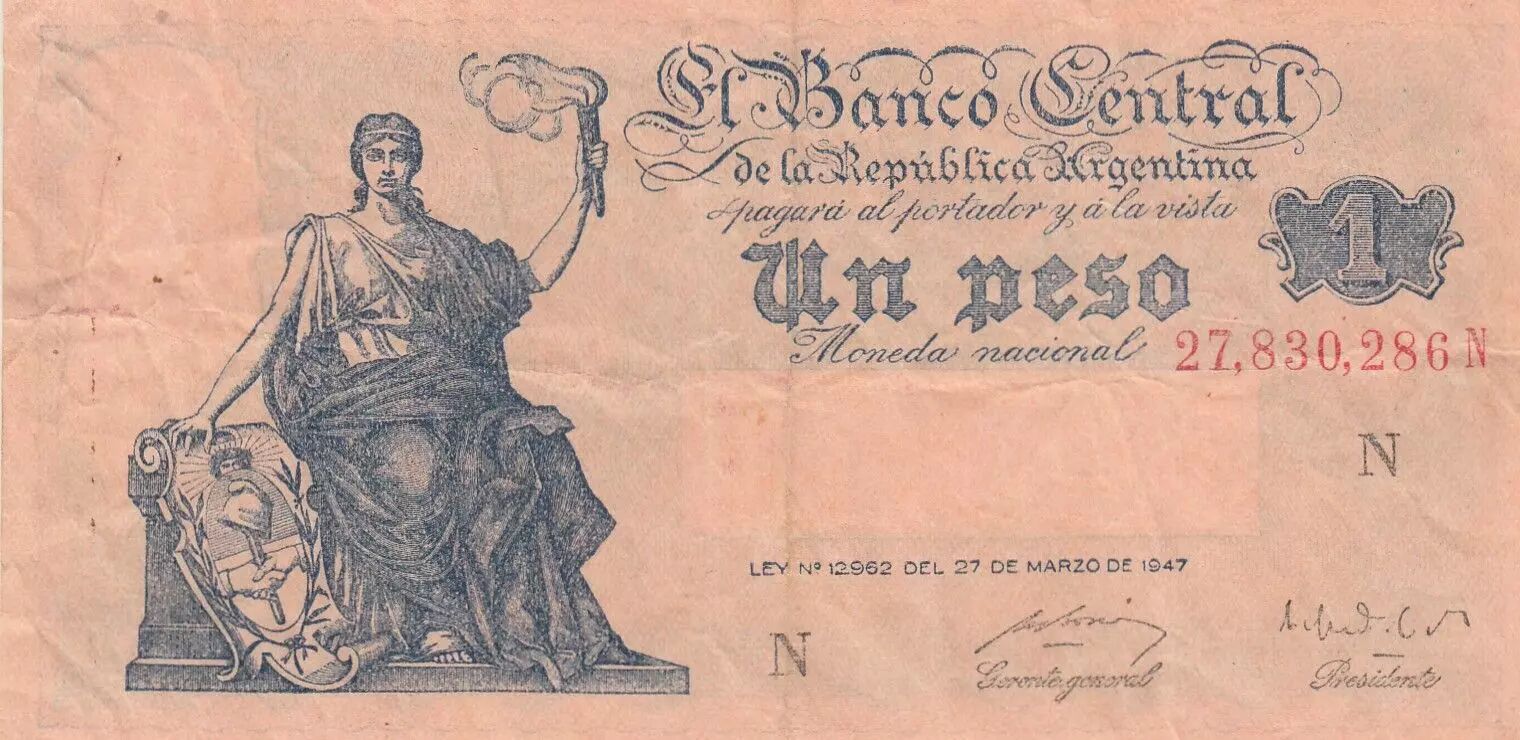 El Banco Central
de la República Argentina
pagará al portador y á la vista
1
Un peso
Moneda nacional
27,830,286 N
N
LEY Nº 12962 DEL 27 DE MARZO DE 1947
N
Gerente general
Presidente